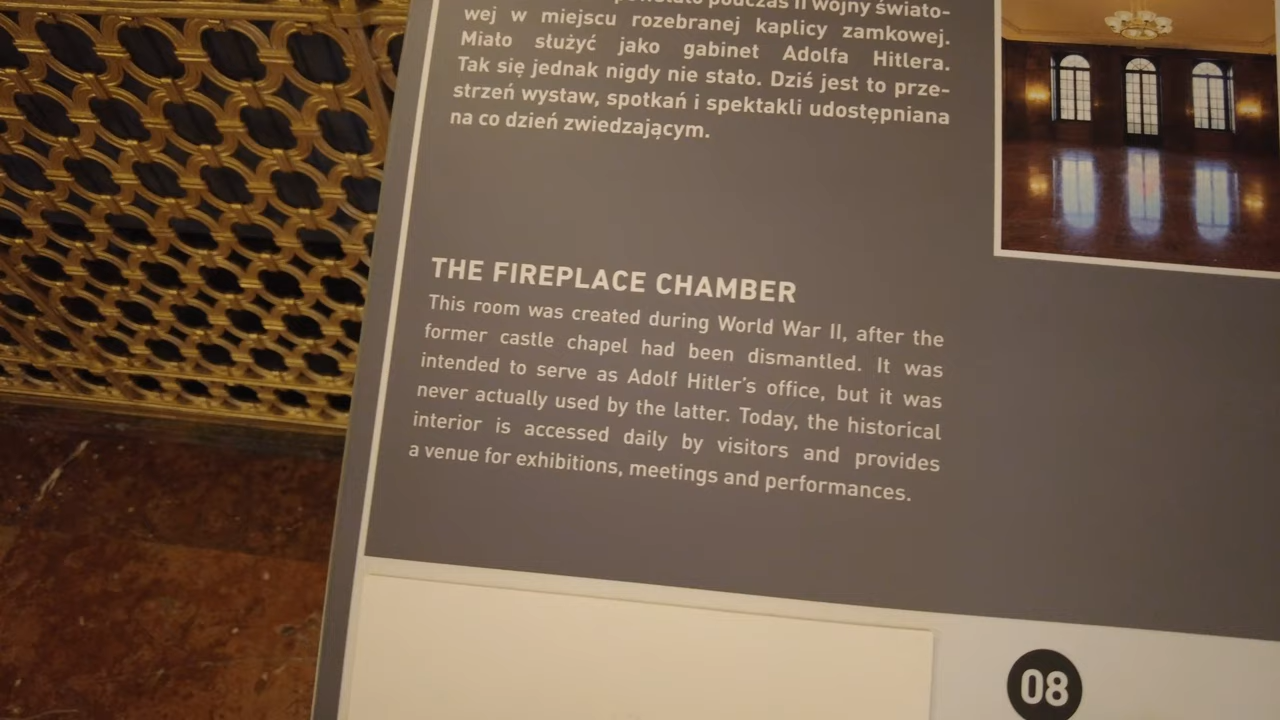 podczas II wojny świato-
wej w miejscu rozebranej kaplicy zamkowej.
Miało służyć jako gabinet Adolfa Hitlera.
Tak się jednak nigdy nie stało. Dziś jest to prze-
strzeń wystaw, spotkań i spektakli udostępniana
na co dzień zwiedzającym.
THE FIREPLACE CHAMBER
This room was created during World War II, after the
former castle chapel had been dismantled. It was
intended to serve as Adolf Hitler's office, but it was
never actually used by the latter. Today, the historical
interior is accessed daily by visitors and provides
a venue for exhibitions, meetings and performances.
08